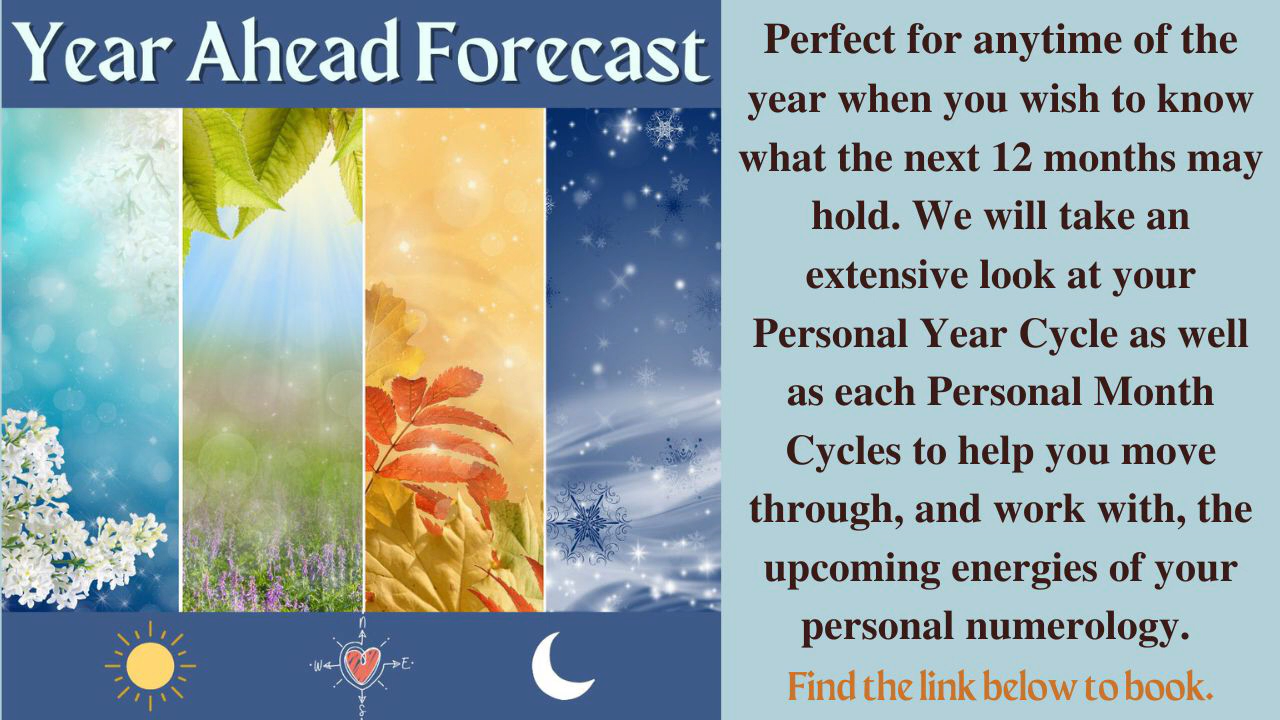 Year Ahead Forecast
Perfect for anytime of the
year when you wish to know
what the next 12 months may
hold. We will take an
extensive look at your
Personal Year Cycle as well
as each Personal Month
Cycles to help you move
through, and work with, the
upcoming energies of your
personal numerology.
Find the link below to book.
n
W E
S